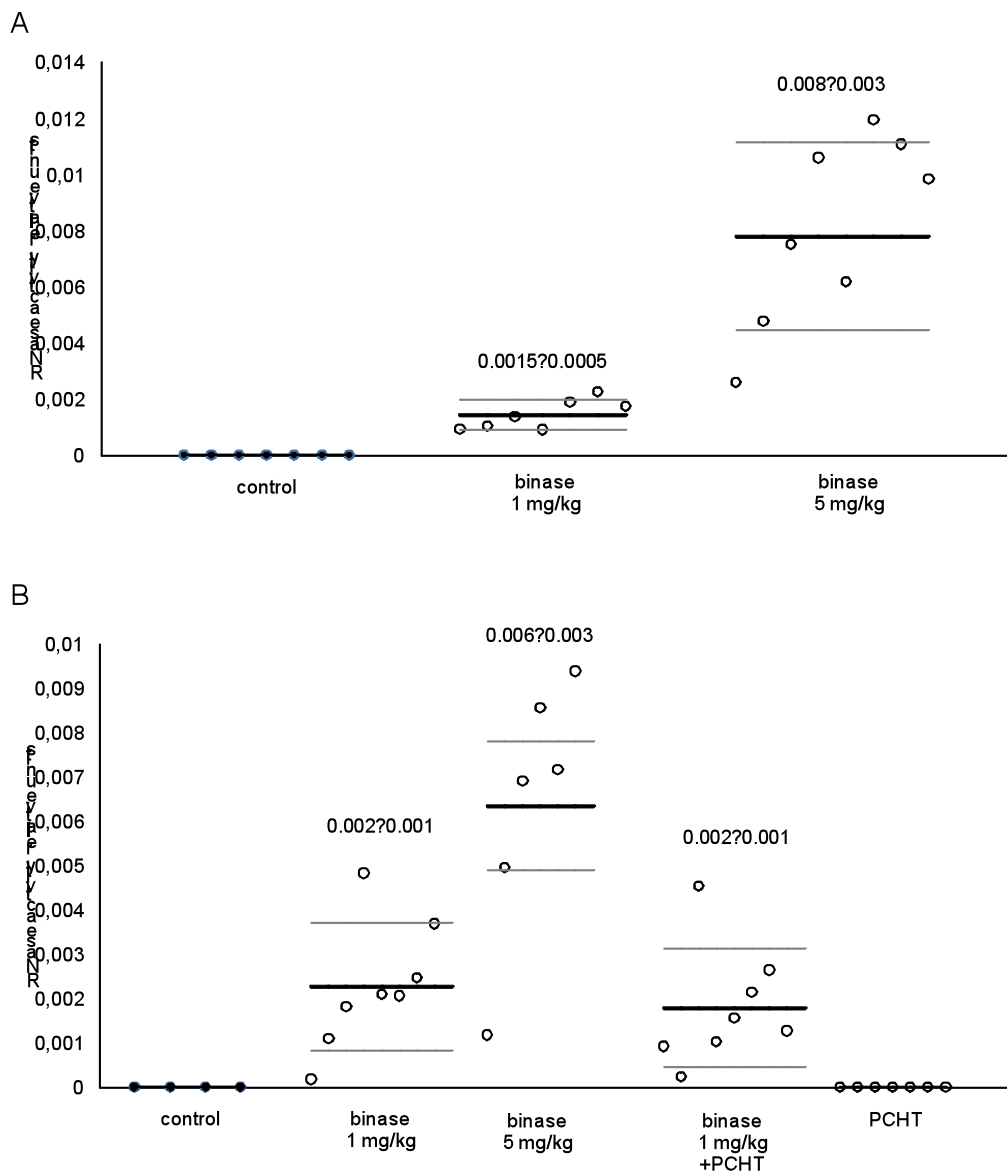 A
0,014
0.008?0.003
0,012
0,01
0,008
0,006
0,004
0.0015?0.0005
0,002
0
control
binase
1 mg/kg
binase
5 mg/kg
B
0.006?0.003
0,01
0,009
0,008
0,007
0,006
0.002?0.001
0.002?0.001
0,005
0,004
0,003
0,002
0,001
0
control
binase
1 mg/kg
binase
5 mg/kg
binase
1 mg/kg
+PCHT
PCHT